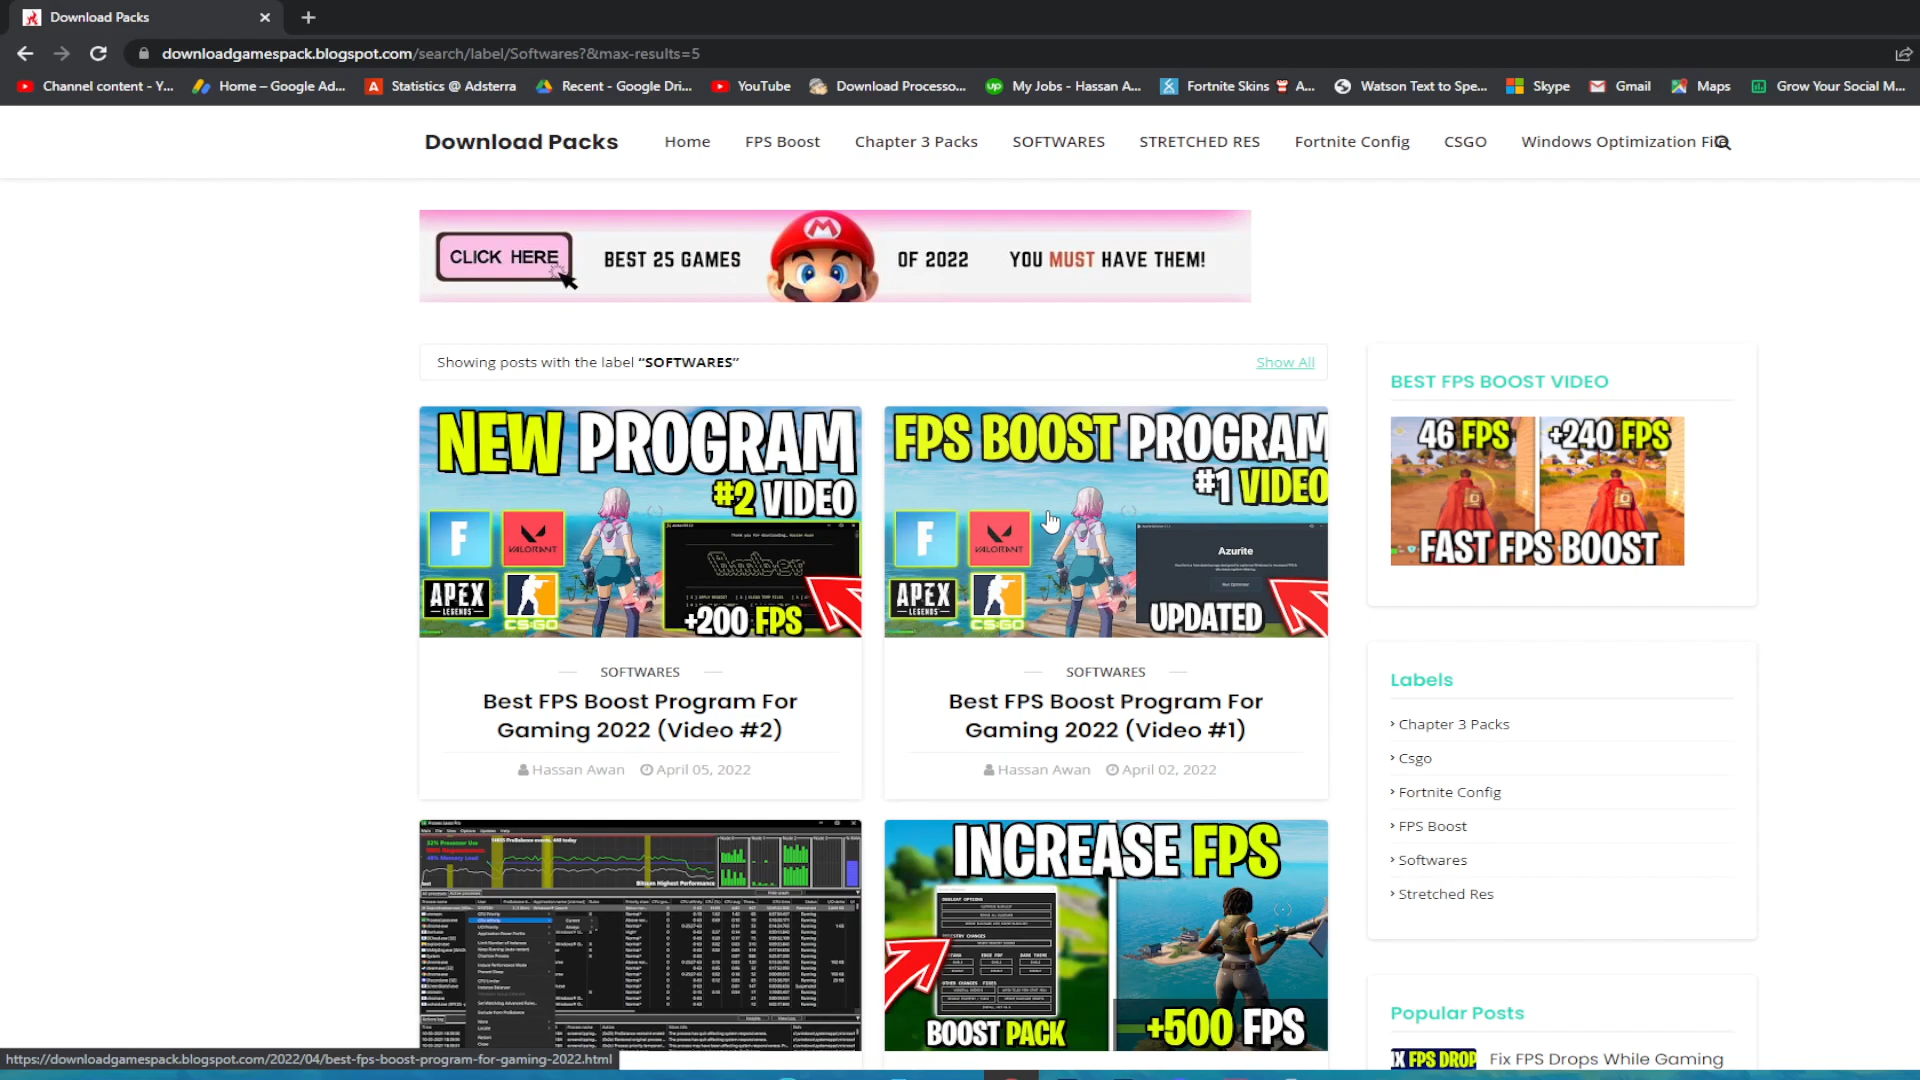 Download Packs
downloadgamespack.blogspot.com/search/label/Softwares?&max-results=5
Channel content - Y...
Home – Google Ad...
Statistics @ Adsterra
Recent - Google Dri...
YouTube
Download Processo...
My Jobs - Hassan A...
Fortnite Skins A...
Watson Text to Spe...
Skype
Gmail
Maps
Grow Your Social M...
Download Packs
Home
FPS Boost
Chapter 3 Packs
SOFTWARES
STRETCHED RES
Fortnite Config
CSGO
Windows Optimization File
CLICK HERE BEST 25 GAMES OF 2022 YOU MUST HAVE THEM!
Showing posts with the label “SOFTWARES”
Show All
NEW PROGRAM
#2 VIDEO
F
VALORANT
APEX
LEGENDS
CS:GO
+200 FPS
SOFTWARES
Best FPS Boost Program For
Gaming 2022 (Video #2)
Hassan Awan April 05, 2022
FPS BOOST PROGRAM
#1 VIDEO
F
VALORANT
Azurite
APEX
LEGENDS
CS:GO
UPDATED
SOFTWARES
Best FPS Boost Program For
Gaming 2022 (Video #1)
Hassan Awan April 02, 2022
Bitsum Highest Performance
INCREASE FPS
BOOST PACK
+500 FPS
BEST FPS BOOST VIDEO
46 FPS
+240 FPS
FAST FPS BOOST
Labels
Chapter 3 Packs
Csgo
Fortnite Config
FPS Boost
Softwares
Stretched Res
Popular Posts
FPS DROP
Fix FPS Drops While Gaming
https://downloadgamespack.blogspot.com/2022/04/best-fps-boost-program-for-gaming-2022.html